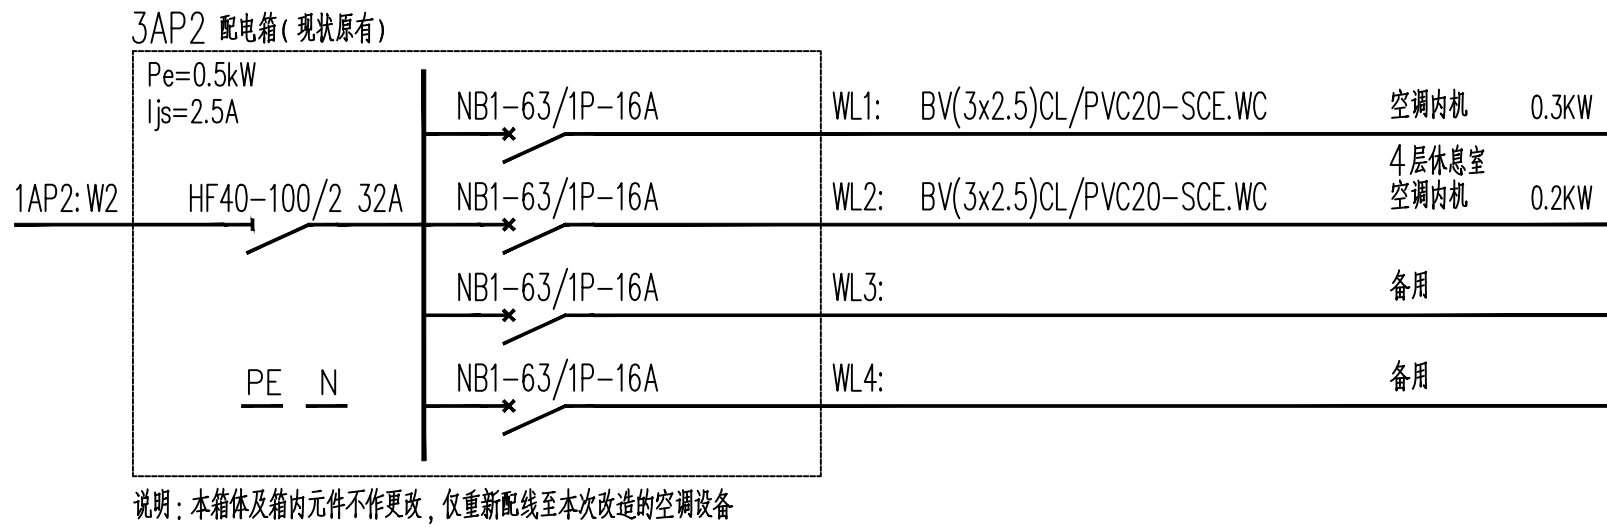 3AP2 配电箱(现状原有)
Pe=0.5kW
Ijs=2.5A
NB1-63/1P-16A WL1: BV(3x2.5)CL/PVC20-SCE.WC 空调内机 0.3KW
4层休息室
1AP2:W2 HF40-100/2 32A NB1-63/1P-16A WL2: BV(3x2.5)CL/PVC20-SCE.WC 空调内机 0.2KW
NB1-63/1P-16A WL3: 备用
PE N NB1-63/1P-16A WL4: 备用
说明:本箱体及箱内元件不作更改,仅重新配线至本次改造的空调设备